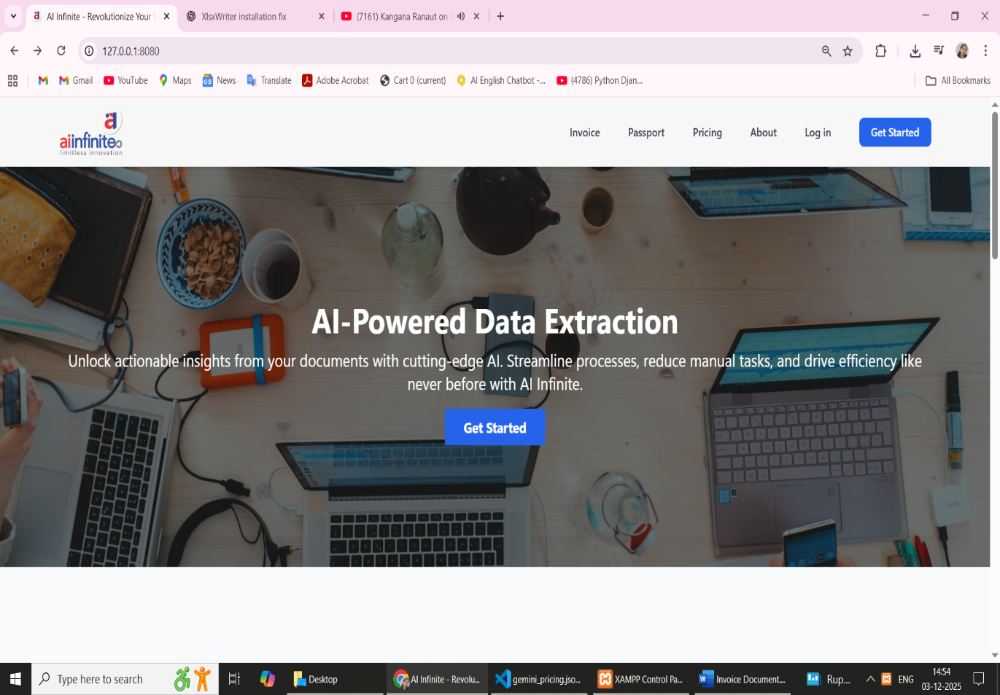 AI Infinite - Revolutionize Your
XlsxWriter installation fix
(7161) Kangana Ranaut on
127.0.0.1:8080
Gmail
YouTube
Maps
News
Translate
Adobe Acrobat
Cart 0 (current)
AI English Chatbot -...
(4786) Python Djan...
All Bookmarks
aiinfinite
limitless innovation
Invoice
Passport
Pricing
About
Log in
Get Started
AI-Powered Data Extraction
Unlock actionable insights from your documents with cutting-edge AI. Streamline processes, reduce manual tasks, and drive efficiency like
never before with AI Infinite.
Get Started
Type here to search
Desktop
AI Infinite - Revolu...
gemini_pricing.jso...
XAMPP Control Pa...
Invoice Document....
Rup...
ENG
14:54
03-12-2025